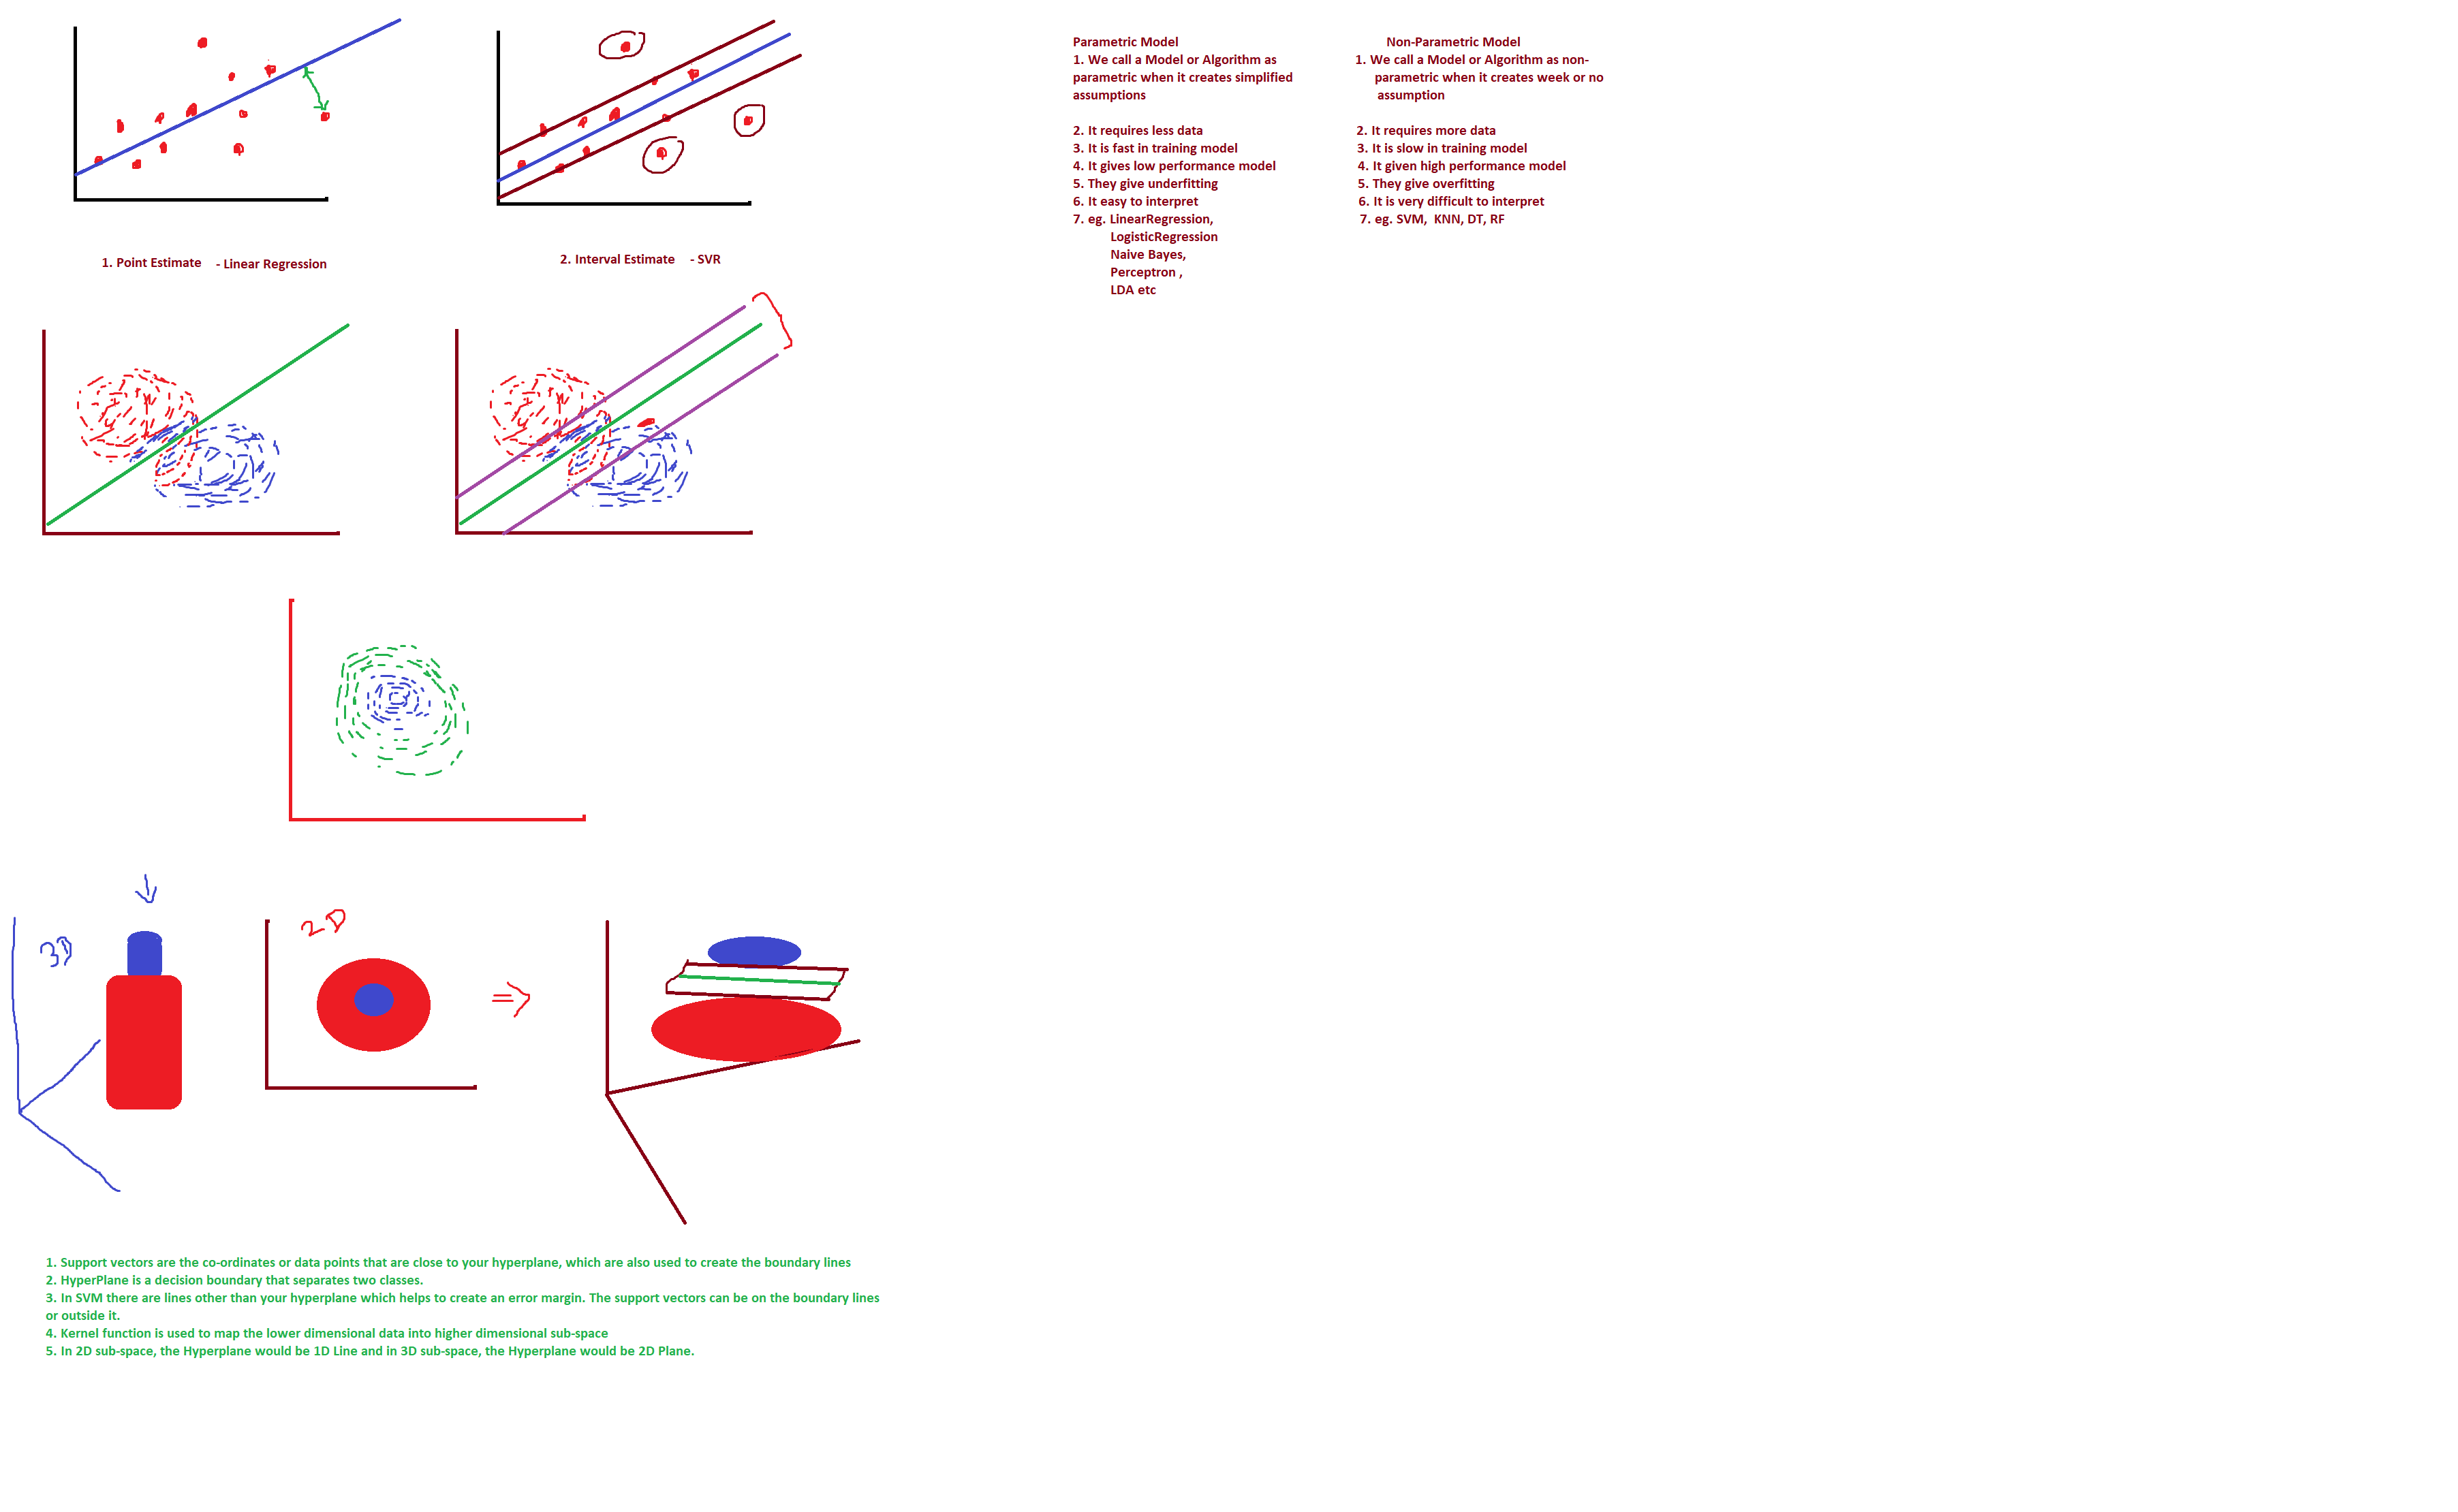 1. Point Estimate - Linear Regression
2. Interval Estimate - SVR
Parametric Model
1. We call a Model or Algorithm as
parametric when it creates simplified
assumptions
2. It requires less data
3. It is fast in training model
4. It gives low performance model
5. They give underfitting
6. It easy to interpret
7. eg. LinearRegression,
LogisticRegression
Naive Bayes,
Perceptron ,
LDA etc
Non-Parametric Model
1. We call a Model or Algorithm as non-
parametric when it creates week or no
assumption
2. It requires more data
3. It is slow in training model
4. It given high performance model
5. They give overfitting
6. It is very difficult to interpret
7. eg. SVM, KNN, DT, RF
3D
2D
1. Support vectors are the co-ordinates or data points that are close to your hyperplane, which are also used to create the boundary lines
2. HyperPlane is a decision boundary that separates two classes.
3. In SVM there are lines other than your hyperplane which helps to create an error margin. The support vectors can be on the boundary lines
or outside it.
4. Kernel function is used to map the lower dimensional data into higher dimensional sub-space
5. In 2D sub-space, the Hyperplane would be 1D Line and in 3D sub-space, the Hyperplane would be 2D Plane.